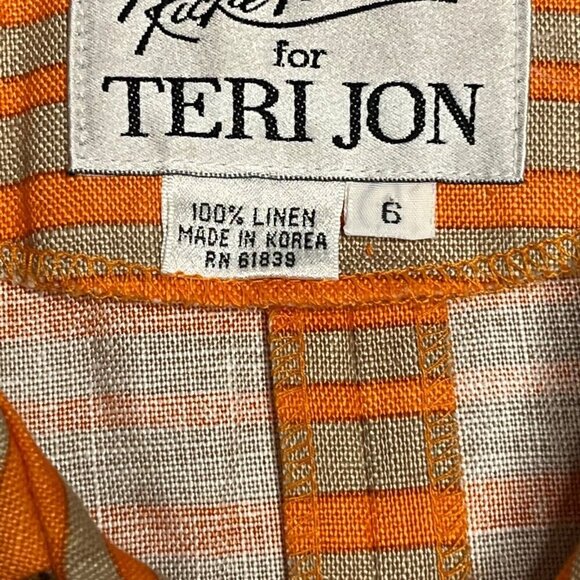 for
TERI JON
100% LINEN
MADE IN KOREA
RN 61839
6